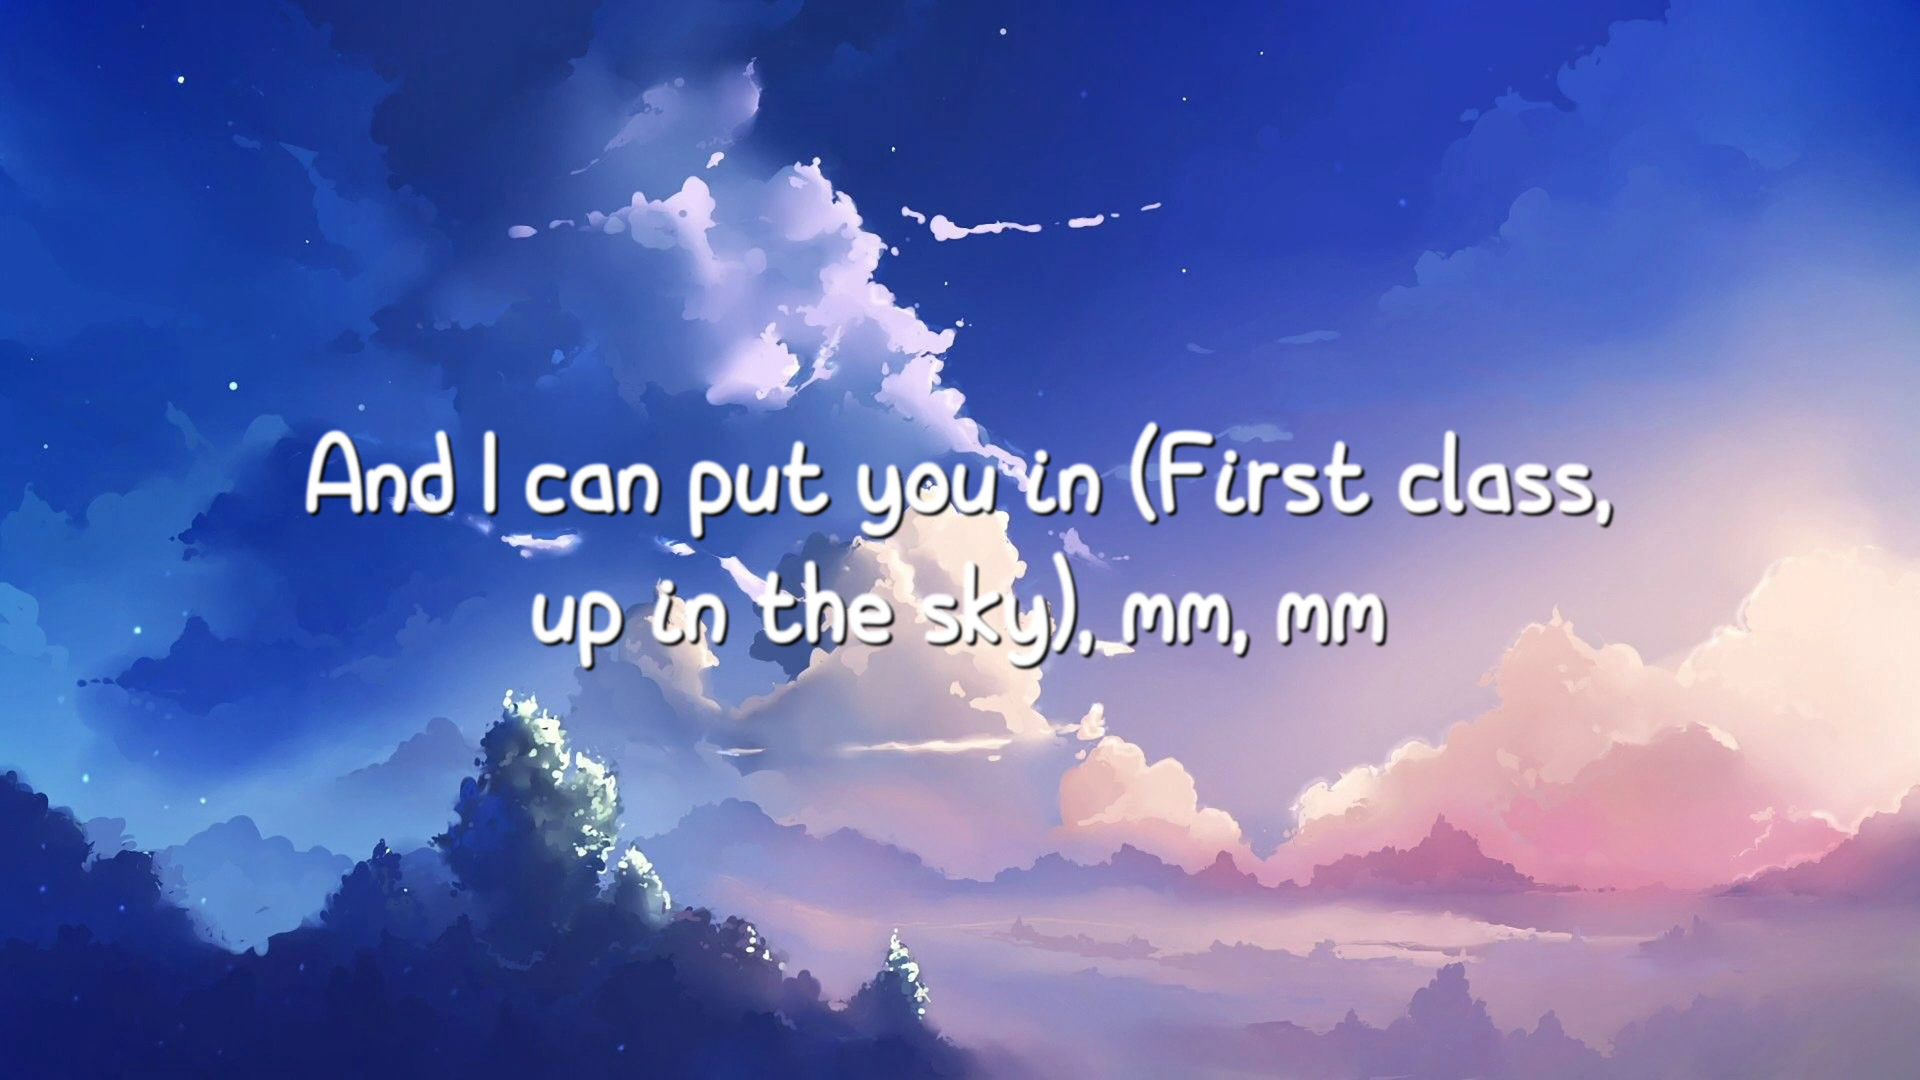 And I can put you in (First class,
up in the sky), mm, mm